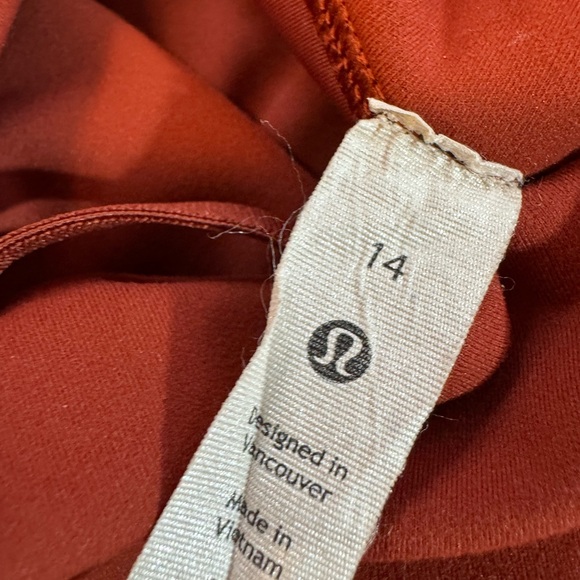 14
Designed in
Vancouver
Made in
Vietnam